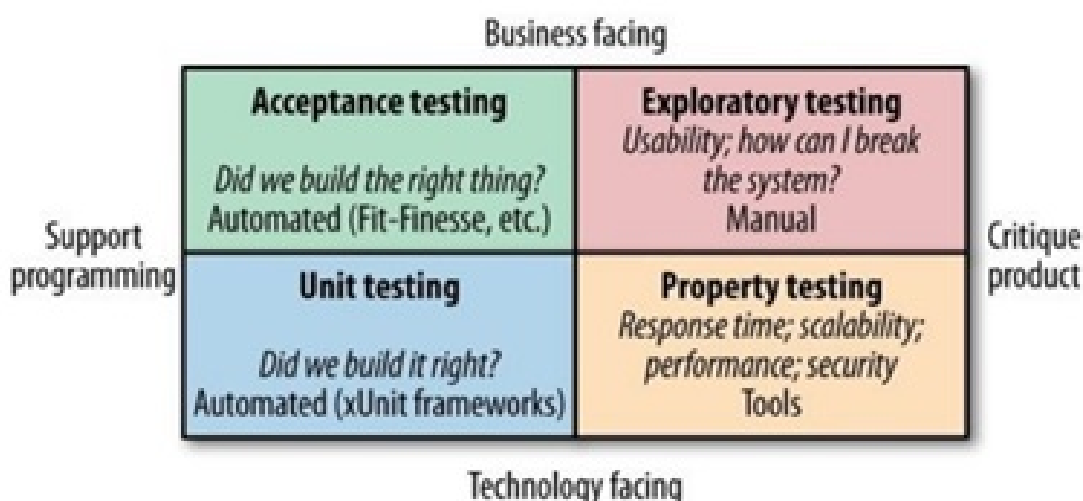 Business facing
Acceptance testing
Did we build the right thing?
Automated (Fit-Finesse, etc.)
Exploratory testing
Usability; how can I break
the system?
Manual
Support
programming
Critique
product
Unit testing
Did we build it right?
Automated (xUnit frameworks)
Property testing
Response time; scalability;
performance; security
Tools
Technology facing